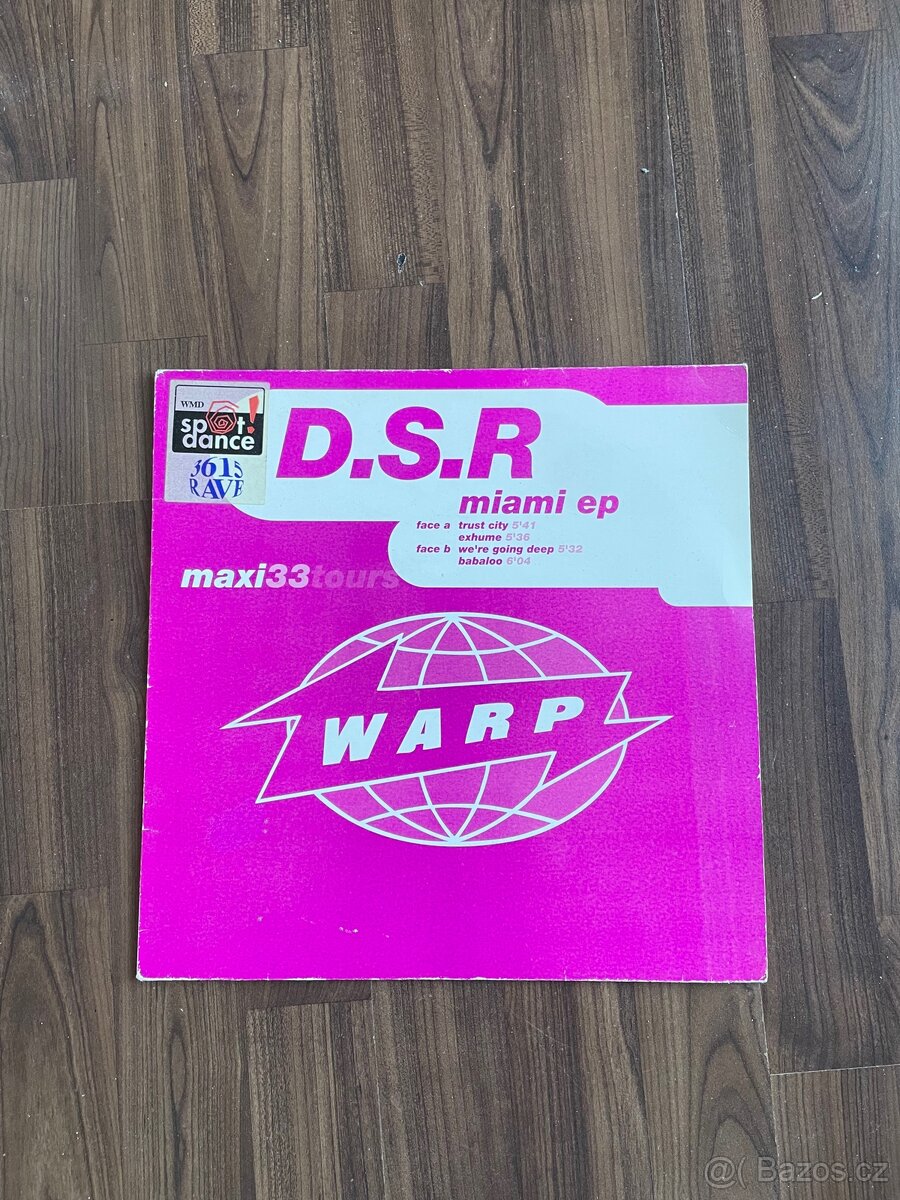 WMD
spot!
dance
3615
RAVE
D.S.R
miami ep
face a trust city 5'41
exhume 5'36
face b we're going deep 5'32
babaloo 6'04
maxi33tours
WARP
@( Bazos.cz